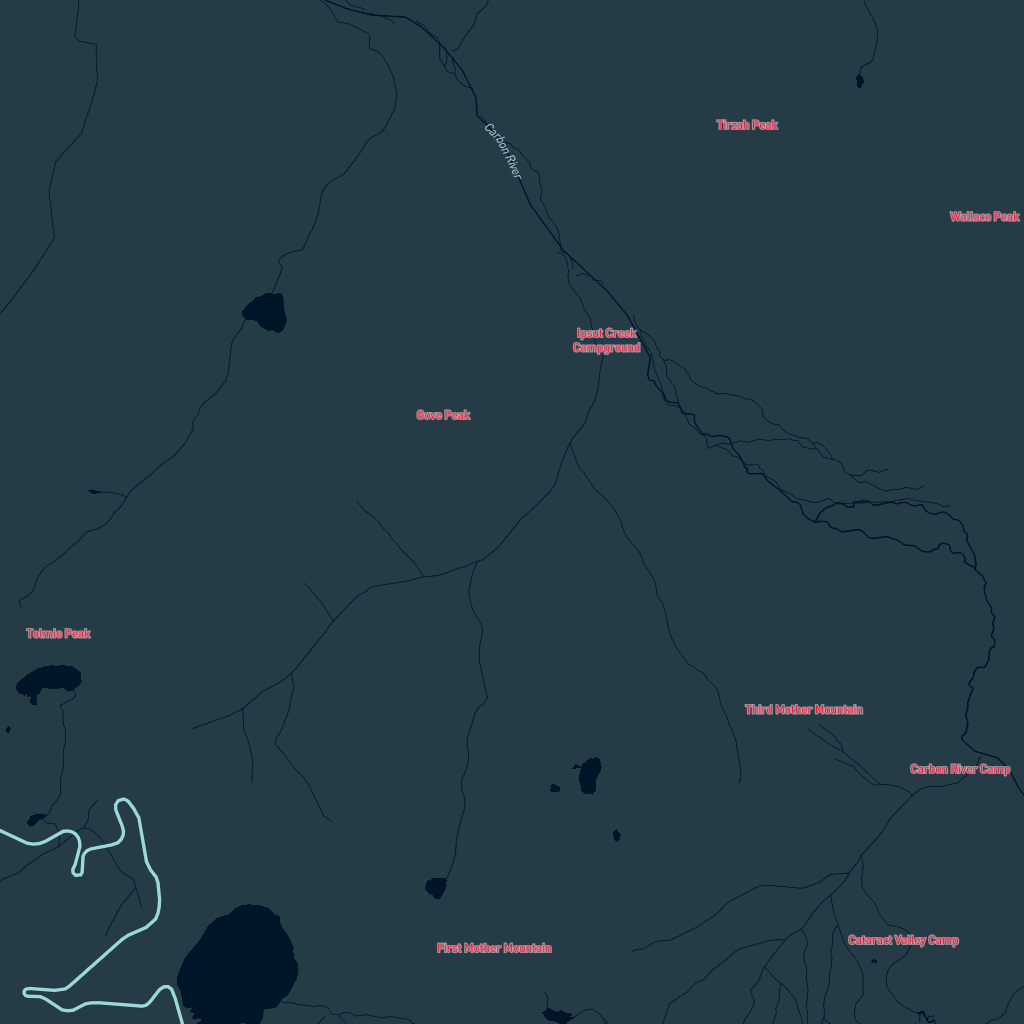 Tirzah Peak
Carbon River
Wallace Peak
Ipsut Creek
Campground
Gove Peak
Tolmie Peak
Third Mother Mountain
Carbon River Camp
Cataract Valley Camp
First Mother Mountain